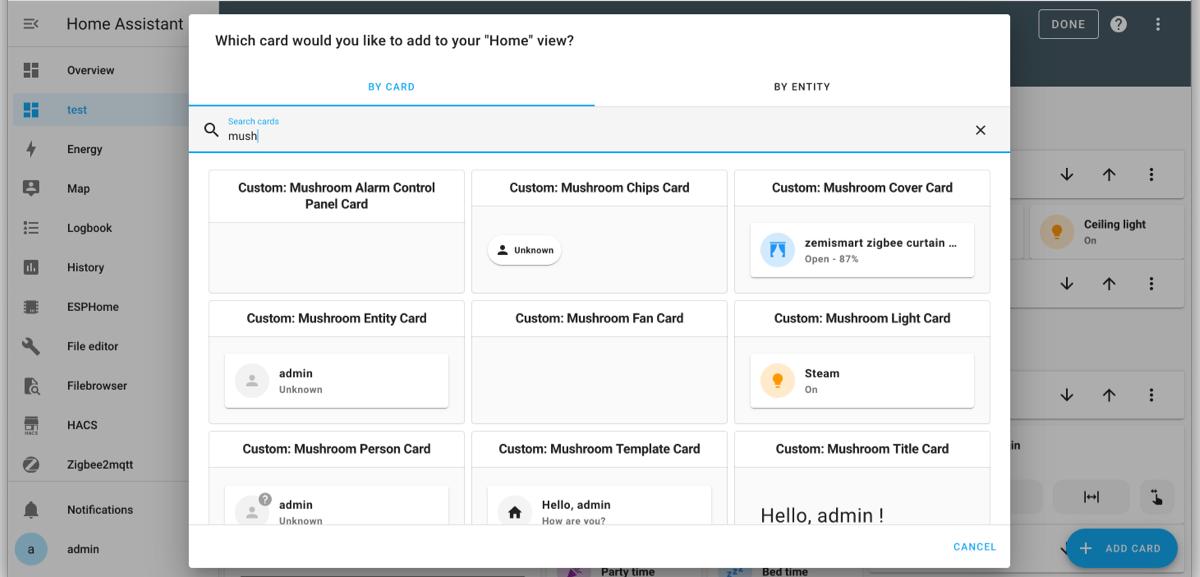 Home Assistant
Overview
test
Energy
Map
Logbook
History
ESPHome
File editor
Filebrowser
HACS
HACS
Zigbee2mqtt
Notifications
a
admin
DONE
Which card would you like to add to your "Home" view?
BY CARD
BY ENTITY
Search cards
mush
Custom: Mushroom Alarm Control
Panel Card
Custom: Mushroom Chips Card
Unknown
Custom: Mushroom Cover Card
zemismart zigbee curtain ...
Open - 87%
Custom: Mushroom Entity Card
admin
Unknown
Custom: Mushroom Fan Card
Custom: Mushroom Light Card
Steam
On
Custom: Mushroom Person Card
admin
Unknown
Custom: Mushroom Template Card
Hello, admin
How are you?
Custom: Mushroom Title Card
Hello, admin !
CANCEL
Ceiling light
On
in
ADD CARD
Party time
Bed time